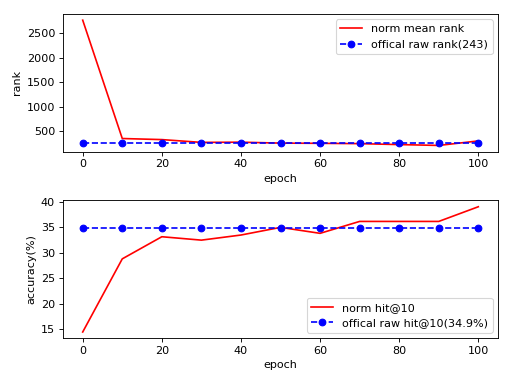 2500
2000
1500
1000
500
rank
norm mean rank
offical raw rank(243)
0 20 40 60 80 100
epoch
40
35
30
25
20
15
accuracy(%)
norm hit@10
offical raw hit@10(34.9%)
0 20 40 60 80 100
epoch